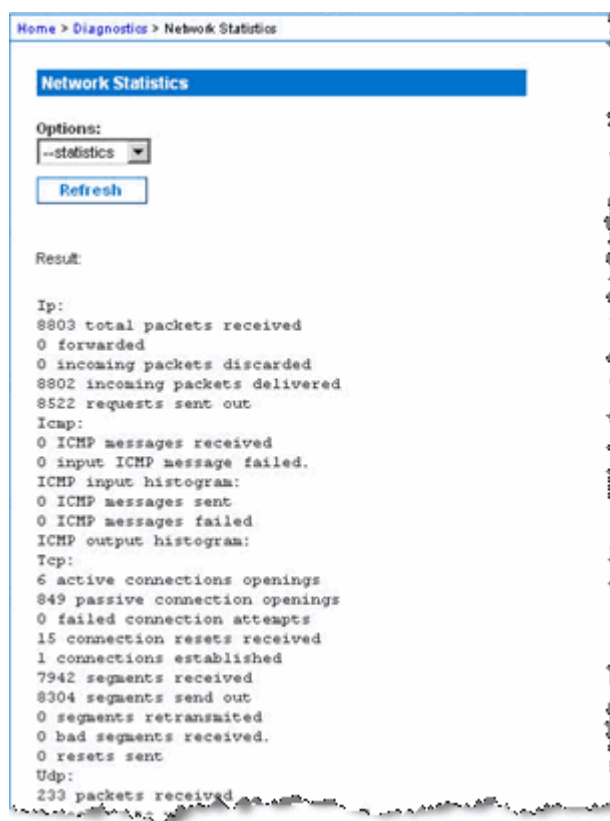 Home > Diagnostics > Network Statistics
Network Statistics
Options:
--statistics
Refresh
Result:
Ip:
8803 total packets received
0 forwarded
0 incoming packets discarded
8802 incoming packets delivered
8522 requests sent out
Icmp:
0 ICMP messages received
0 input ICMP message failed.
ICMP input histogram:
0 ICMP messages sent
0 ICMP messages failed
ICMP output histogram:
Tcp:
6 active connections openings
849 passive connection openings
0 failed connection attempts
15 connection resets received
1 connections established
7942 segments received
8304 segments send out
0 segments retransmited
0 bad segments received.
0 resets sent
Udp:
233 packets received